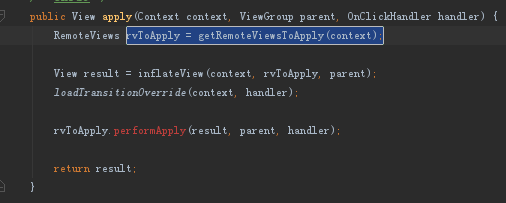 public View apply(Context context, ViewGroup parent, OnClickHandler handler) {
RemoteViews rvToApply = getRemoteViewsToApply(context);
View result = inflateView(context, rvToApply, parent);
loadTransitionOverride(context, handler);
rvToApply.performApply(result, parent, handler);
return result;
}